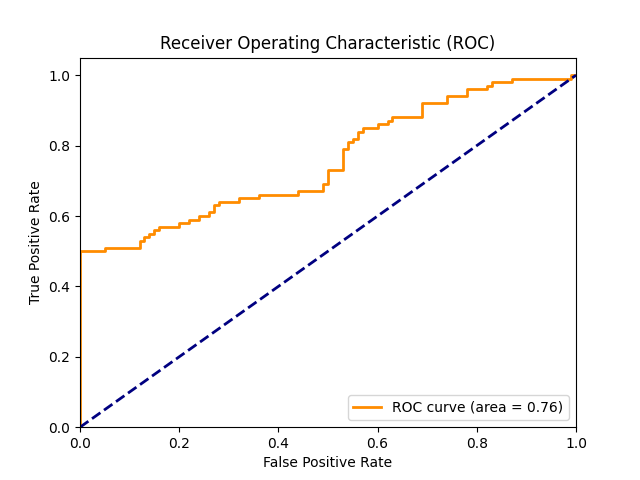 Receiver Operating Characteristic (ROC)
1.0
0.8
0.6
0.4
0.2
0.0
True Positive Rate
ROC curve (area = 0.76)
0.0 0.2 0.4 0.6 0.8 1.0
False Positive Rate